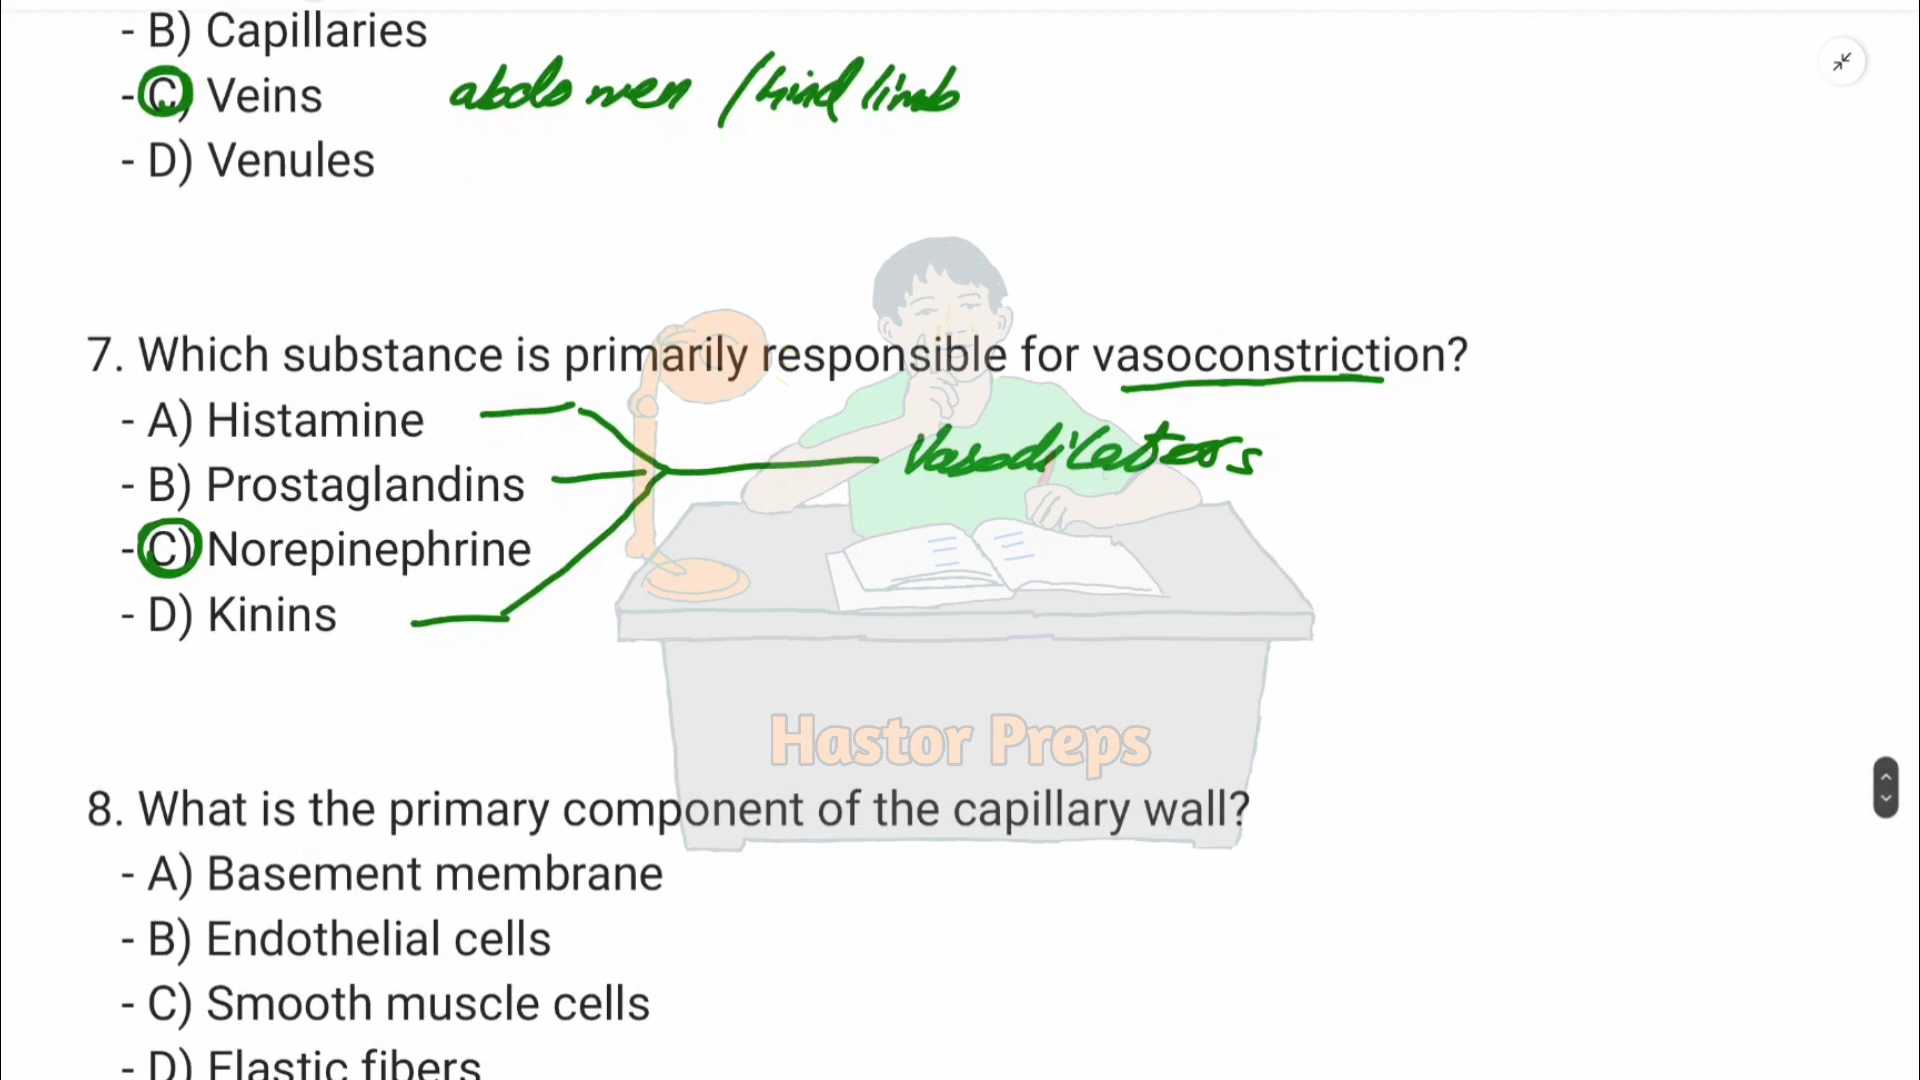 - B) Capillaries
- C) Veins abdomen / hind limb
- D) Venules
7. Which substance is primarily responsible for vasoconstriction?
- A) Histamine
Vasodilators
- B) Prostaglandins
- C) Norepinephrine
- D) Kinins
Hastor Preps
8. What is the primary component of the capillary wall?
- A) Basement membrane
- B) Endothelial cells
- C) Smooth muscle cells
- D) Elastic fibers